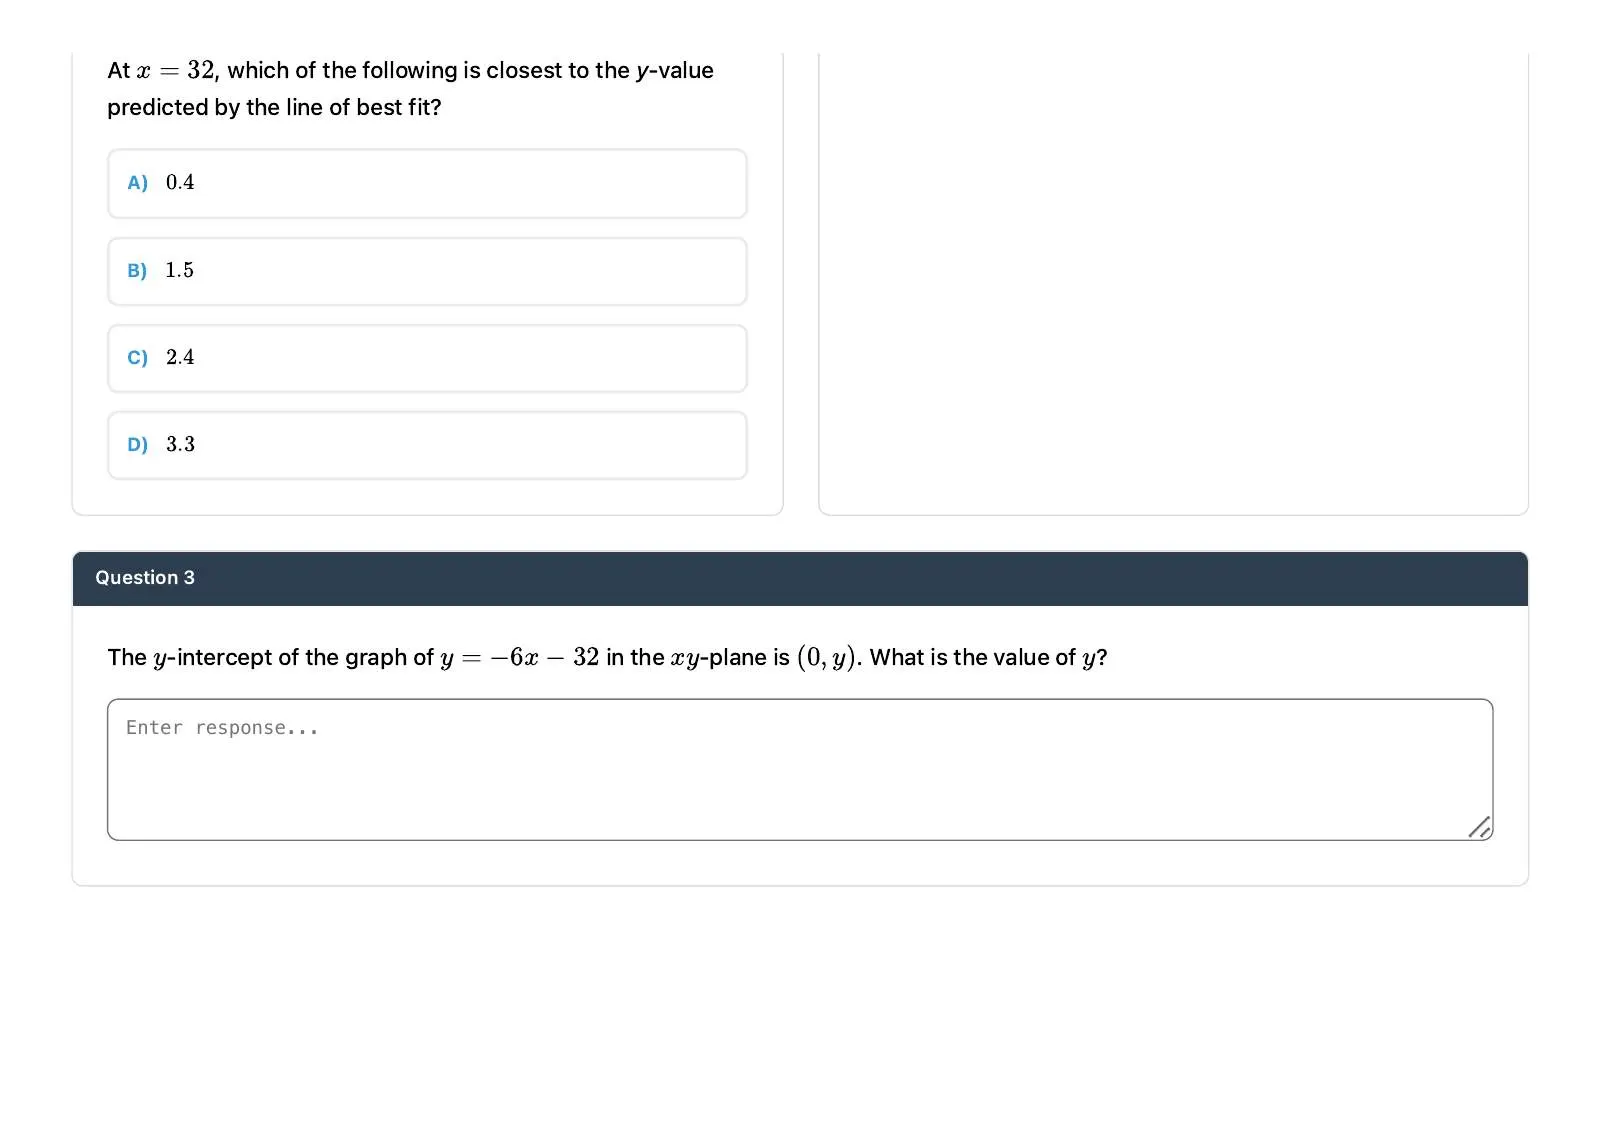 At x = 32, which of the following is closest to the y-value
predicted by the line of best fit?
A) 0.4
B) 1.5
C) 2.4
D) 3.3
Question 3
The y-intercept of the graph of y = −6x − 32 in the xy-plane is (0, y). What is the value of y?
Enter response...